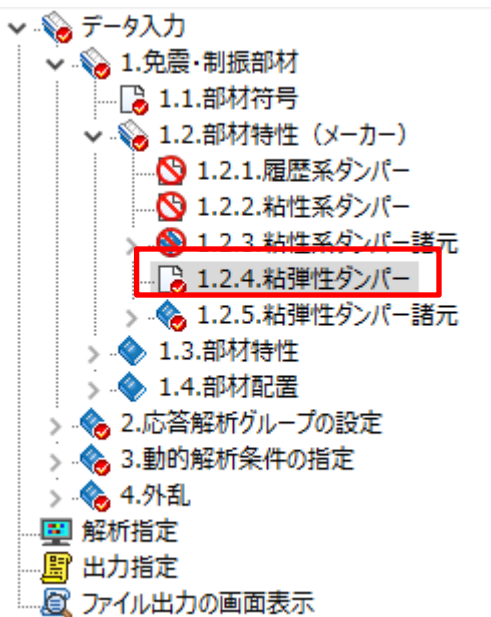 データ入力
1.免震・制振部材
1.1.部材符号
1.2.部材特性（メーカー）
1.2.1.履歴系ダンパー
1.2.2.粘性系ダンパー
1.2.3.粘性系ダンパー諸元
1.2.4.粘弾性ダンパー
1.2.5.粘弾性ダンパー諸元
1.3.部材特性
1.4.部材配置
2.応答解析グループの設定
3.動的解析条件の指定
4.外乱
解析指定
出力指定
ファイル出力の画面表示